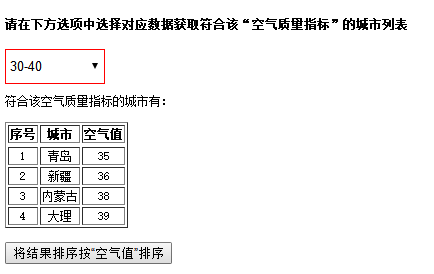 请在下方选项中选择对应数据获取符合该“空气质量指标”的城市列表
30-40
符合该空气质量指标的城市有：
序号 城市 空气值
1 青岛 35
2 新疆 36
3 内蒙古 38
4 大理 39
将结果排序按“空气值”排序